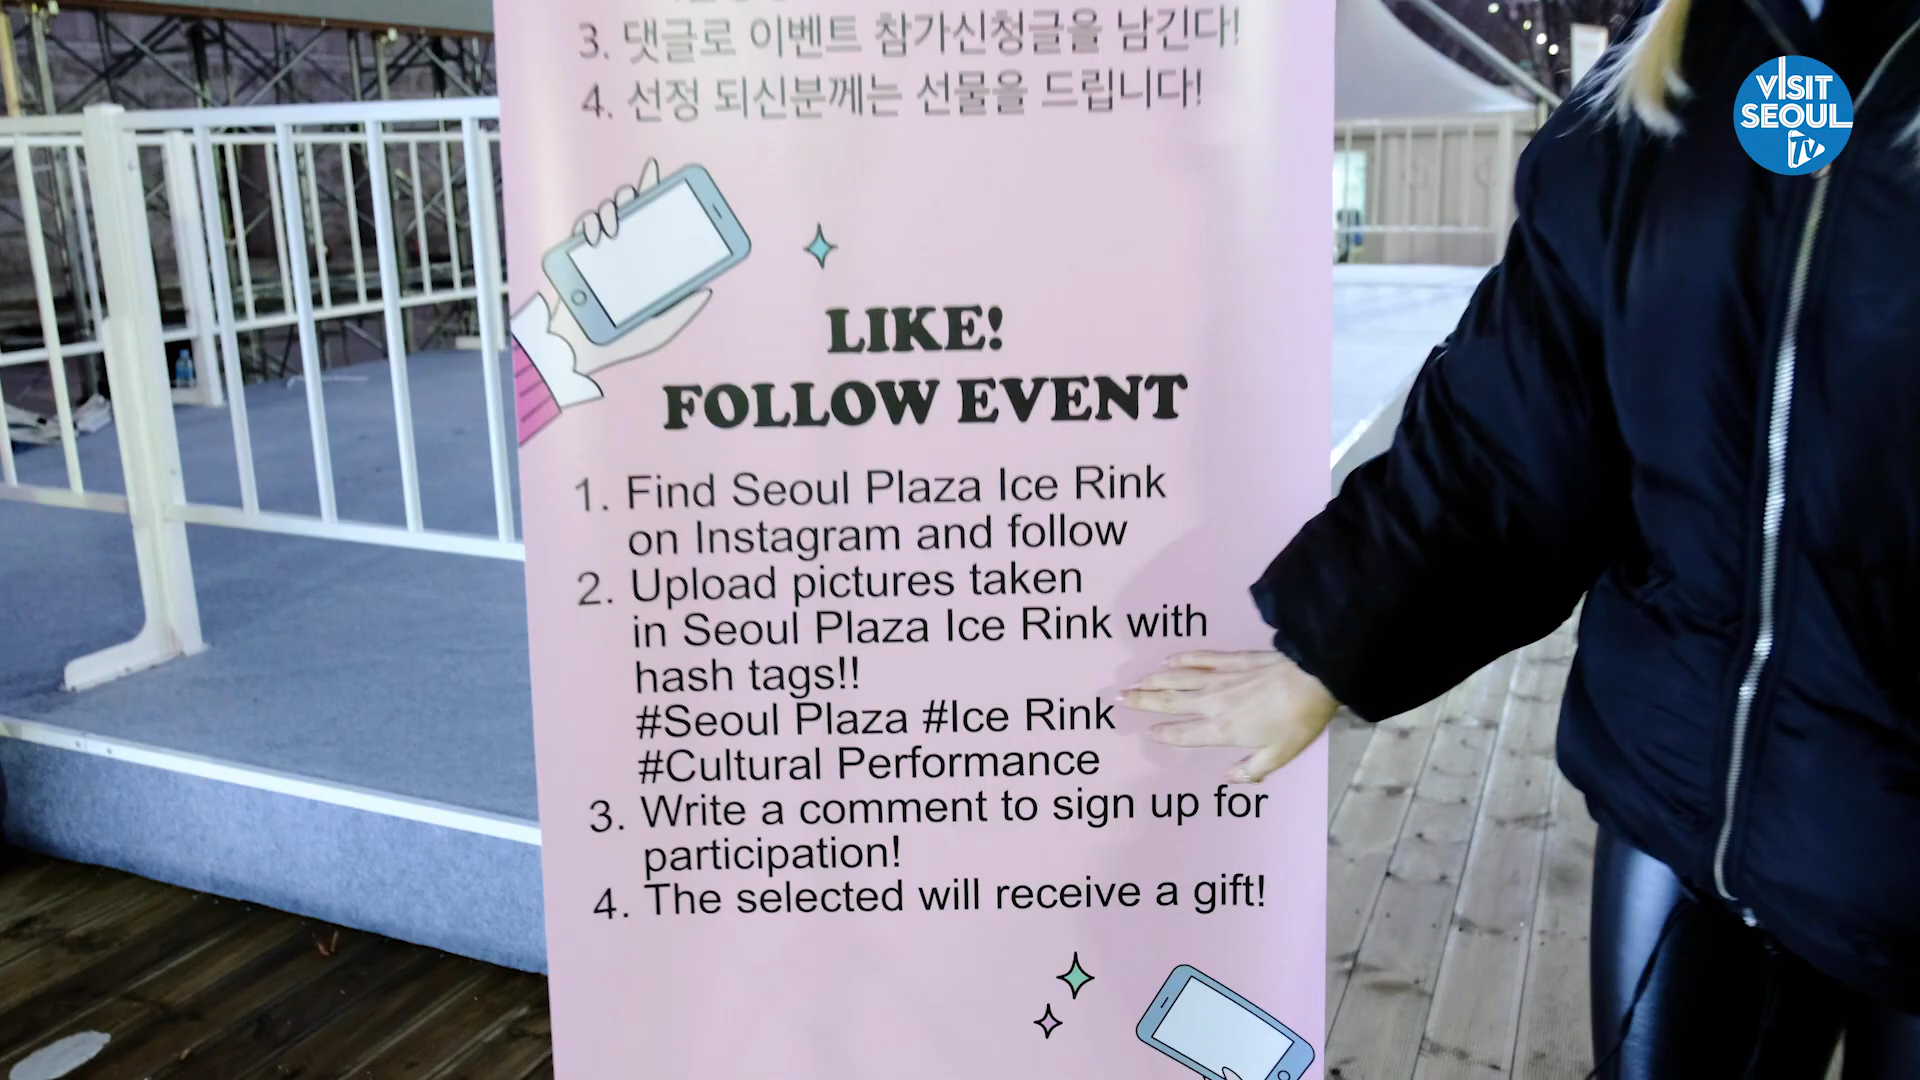 3. 댓글로 이벤트 참가신청글을 남긴다!
4. 선정 되신분께는 선물을 드립니다!
VISIT
SEOUL
TV
LIKE!
FOLLOW EVENT
1. Find Seoul Plaza Ice Rink
on Instagram and follow
2. Upload pictures taken
in Seoul Plaza Ice Rink with
hash tags!!
#Seoul Plaza #Ice Rink
#Cultural Performance
3. Write a comment to sign up for
participation!
4. The selected will receive a gift!